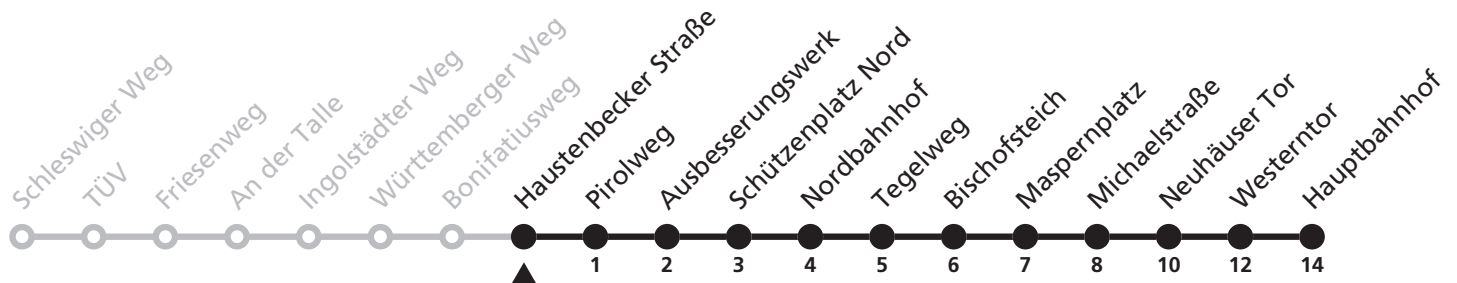 Schleswiger Weg
TÜV
Friesenweg
An der Talle
Ingolstädter Weg
Württemberger Weg
Bonifatiusweg
Haustenbecker Straße
Pirolweg
Ausbesserungswerk
Schützenplatz Nord
Nordbahnhof
Tegelweg
Bischofsteich
Maspernplatz
Michaelstraße
Neuhäuser Tor
Westerntor
Hauptbahnhof
1 2 3 4 5 6 7 8 10 12 14